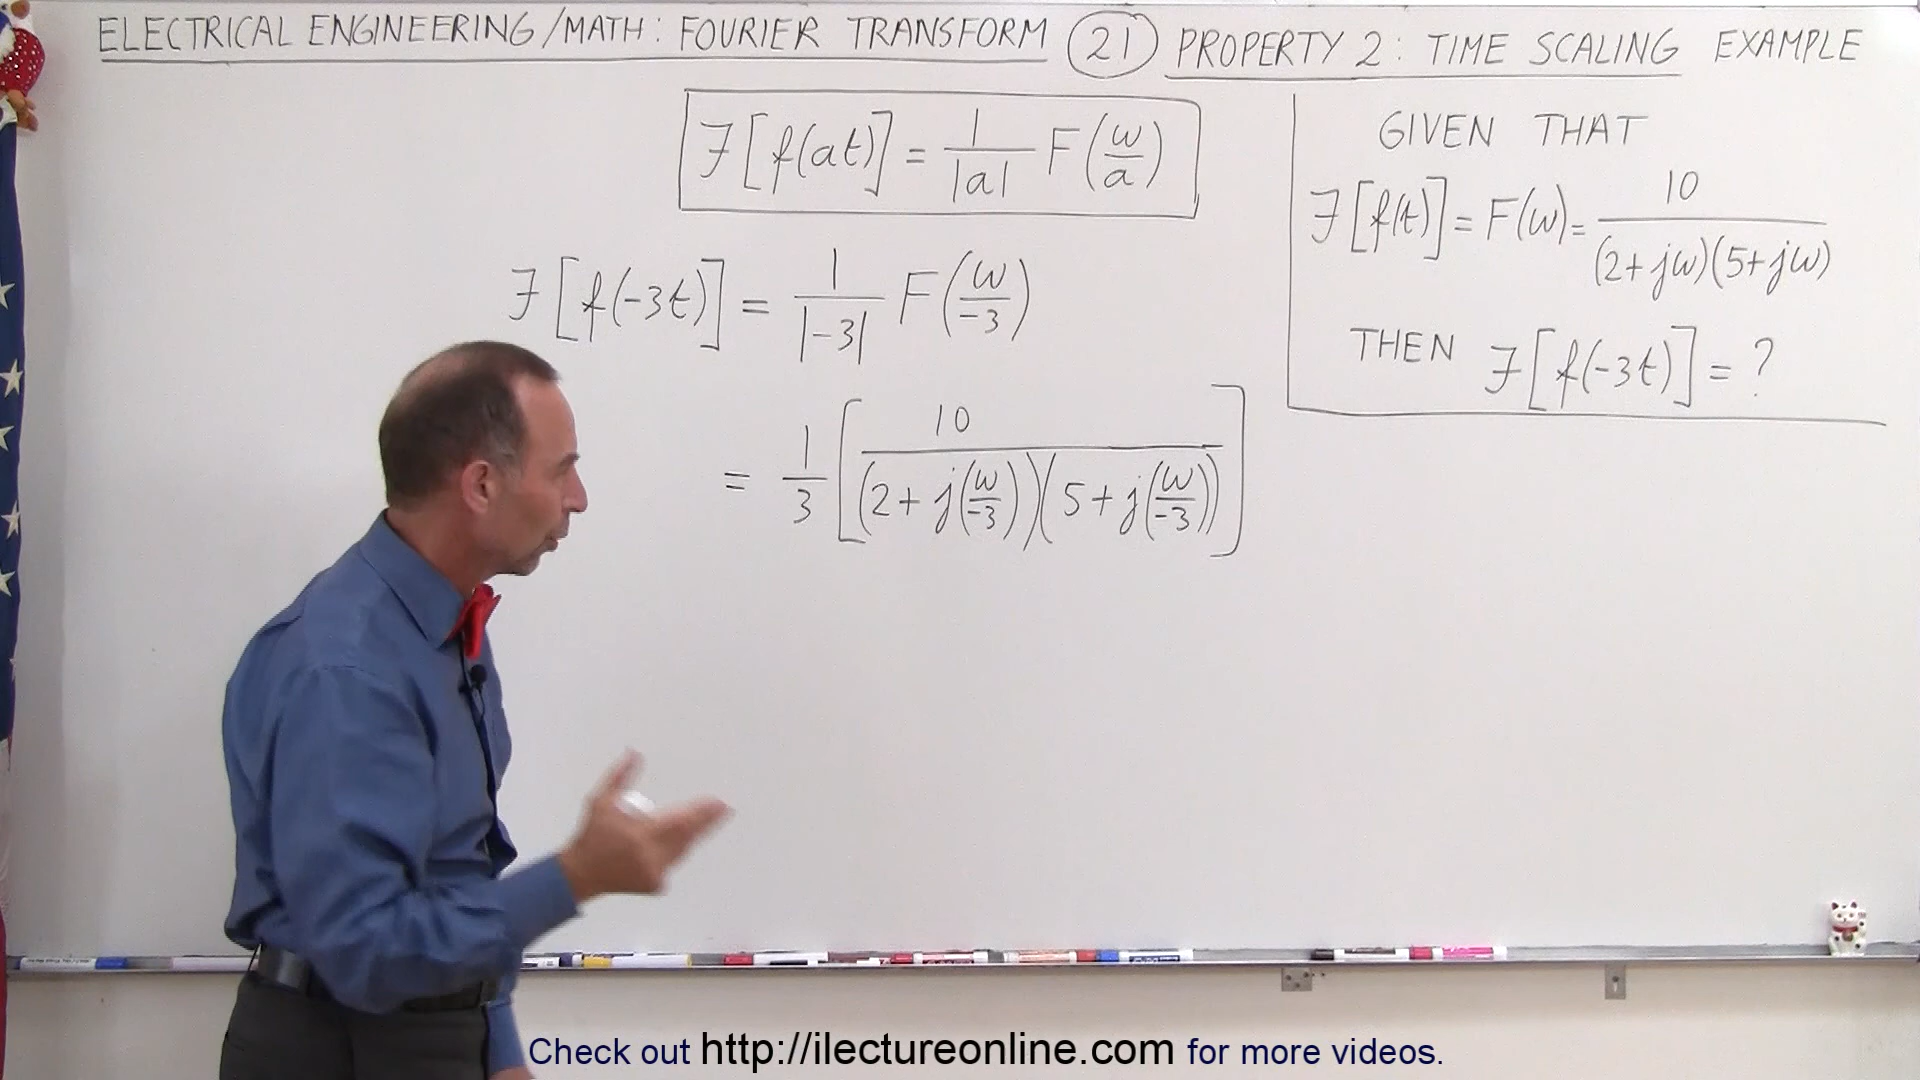 ELECTRICAL ENGINEERING/MATH: FOURIER TRANSFORM (21) PROPERTY 2: TIME SCALING EXAMPLE
ℱ[f(at)] = 1/|a| F(ω/a)
ℱ[f(-3t)] = 1/|-3| F(ω/-3)
= 1/3 [10/((2+j(ω/-3))(5+j(ω/-3)))]
GIVEN THAT
ℱ[f(t)] = F(ω) = 10/((2+jω)(5+jω))
THEN ℱ[f(-3t)] = ?
Check out http://ilectureonline.com for more videos.